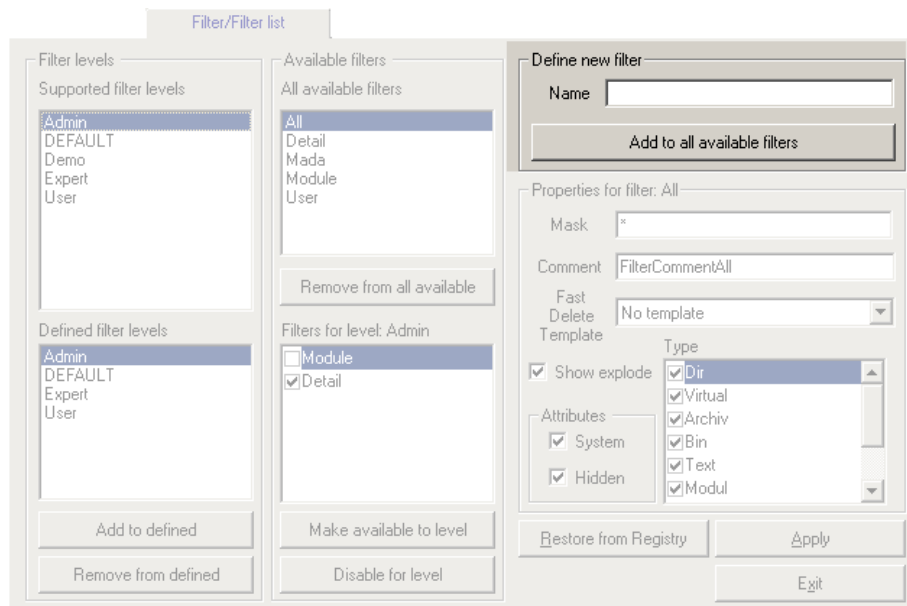 Filter/Filter list
Filter levels
Supported filter levels
Admin
DEFAULT
Demo
Expert
User
Defined filter levels
Admin
DEFAULT
Expert
User
Add to defined
Remove from defined
Available filters
All available filters
All
Detail
Mada
Module
User
Remove from all available
Filters for level: Admin
Module
Detail
Make available to level
Disable for level
Define new filter
Name
Add to all available filters
Properties for filter: All
Mask *
Comment FilterCommentAll
Fast
Delete
Template
No template
Show explode
Attributes
System
Hidden
Type
Dir
Virtual
Archiv
Bin
Text
Modul
Restore from Registry
Apply
Exit